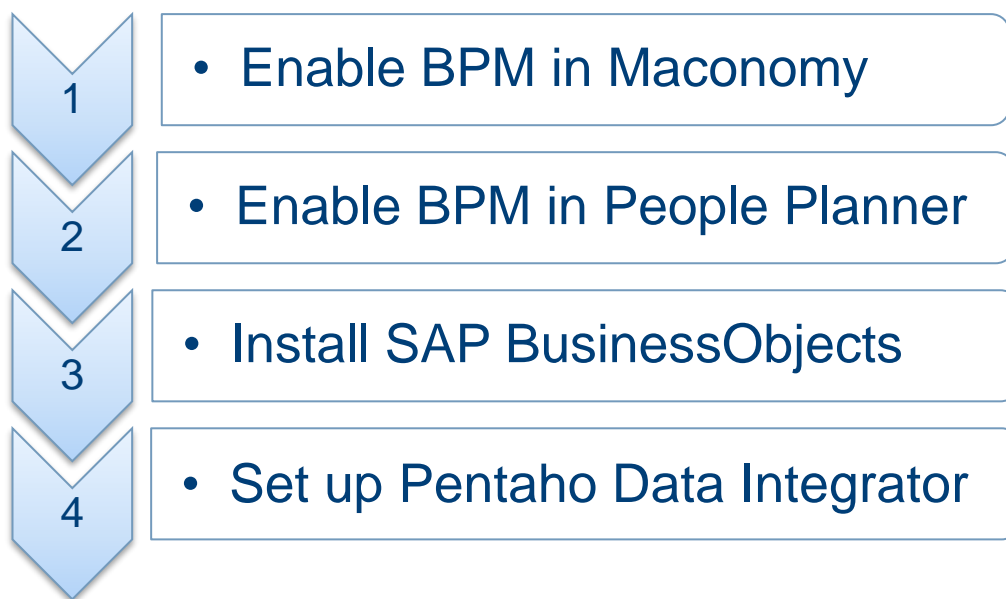 1
• Enable BPM in Maconomy
2
• Enable BPM in People Planner
3
• Install SAP BusinessObjects
4
• Set up Pentaho Data Integrator